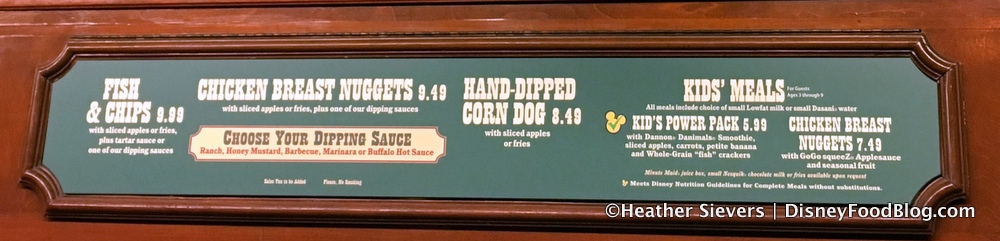 FISH
& CHIPS 9.99
with sliced apples or fries,
plus tartar sauce or
one of our dipping sauces
CHICKEN BREAST NUGGETS 9.49
with sliced apples or fries, plus one of our dipping sauces
CHOOSE YOUR DIPPING SAUCE
Ranch, Honey Mustard, Barbecue, Marinara or Buffalo Hot Sauce
Sales Tax to be Added Please, No Smoking
HAND-DIPPED
CORN DOG 8.49
with sliced apples
or fries
KIDS' MEALS For Guests
Ages 3 through 9
All meals include choice of small Lowfat milk or small Dasani® water
KID'S POWER PACK 5.99
with Dannon® Danimals® Smoothie,
sliced apples, carrots, petite banana
and Whole-Grain "fish" crackers
CHICKEN BREAST
NUGGETS 7.49
with GoGo squeeZ® Applesauce
and seasonal fruit
Minute Maid® juice box, small Nesquik® chocolate milk or fries available upon request
Meets Disney Nutrition Guidelines for Complete Meals without substitutions.
©Heather Sievers | DisneyFoodBlog.com